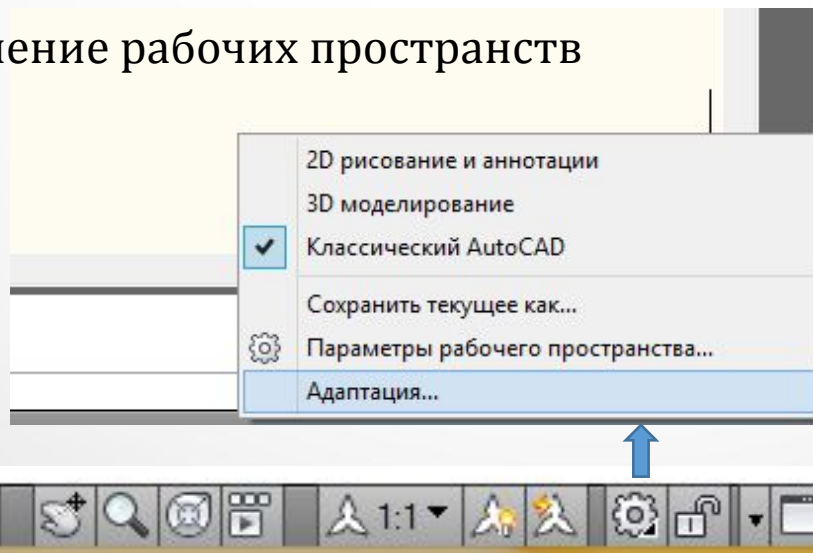 ение рабочих пространств
2D рисование и аннотации
3D моделирование
Классический AutoCAD
Сохранить текущее как...
Параметры рабочего пространства...
Адаптация...
1:1